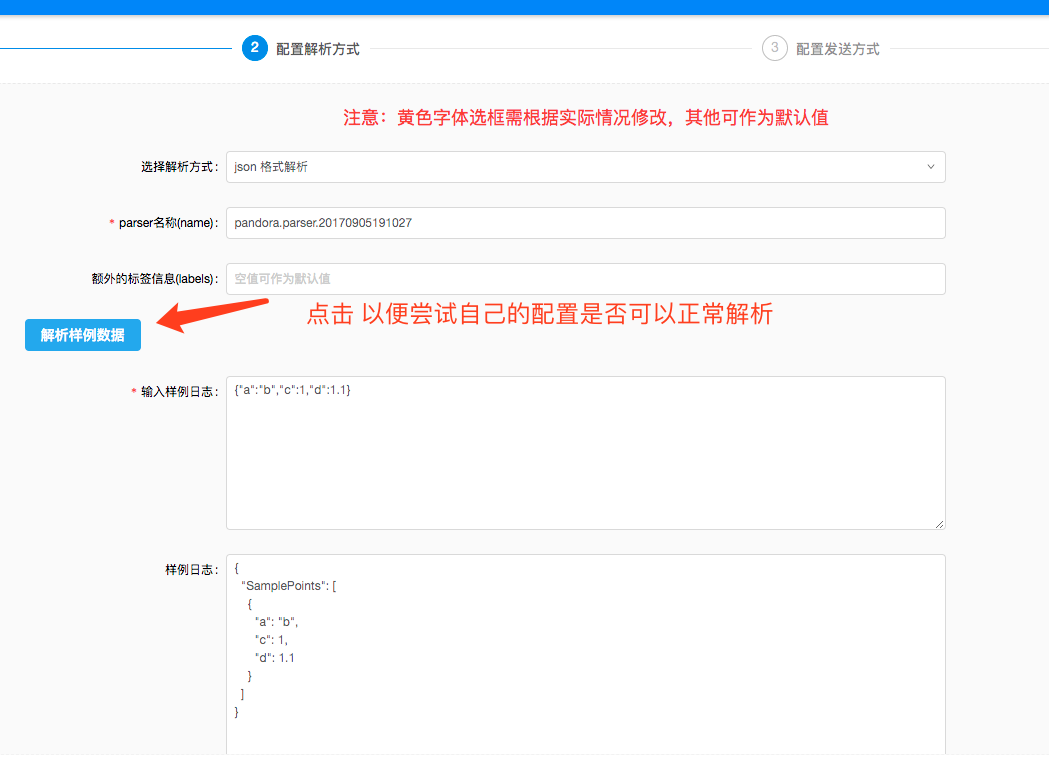 2 配置解析方式 3 配置发送方式
注意：黄色字体选框需根据实际情况修改，其他可作为默认值
选择解析方式： json 格式解析
* parser名称(name)： pandora.parser.20170905191027
额外的标签信息(labels)： 空值可作为默认值
点击 以便尝试自己的配置是否可以正常解析
解析样例数据
* 输入样例日志： {"a":"b","c":1,"d":1.1}
样例日志： {
"SamplePoints": [
{
"a": "b",
"c": 1,
"d": 1.1
}
]
}